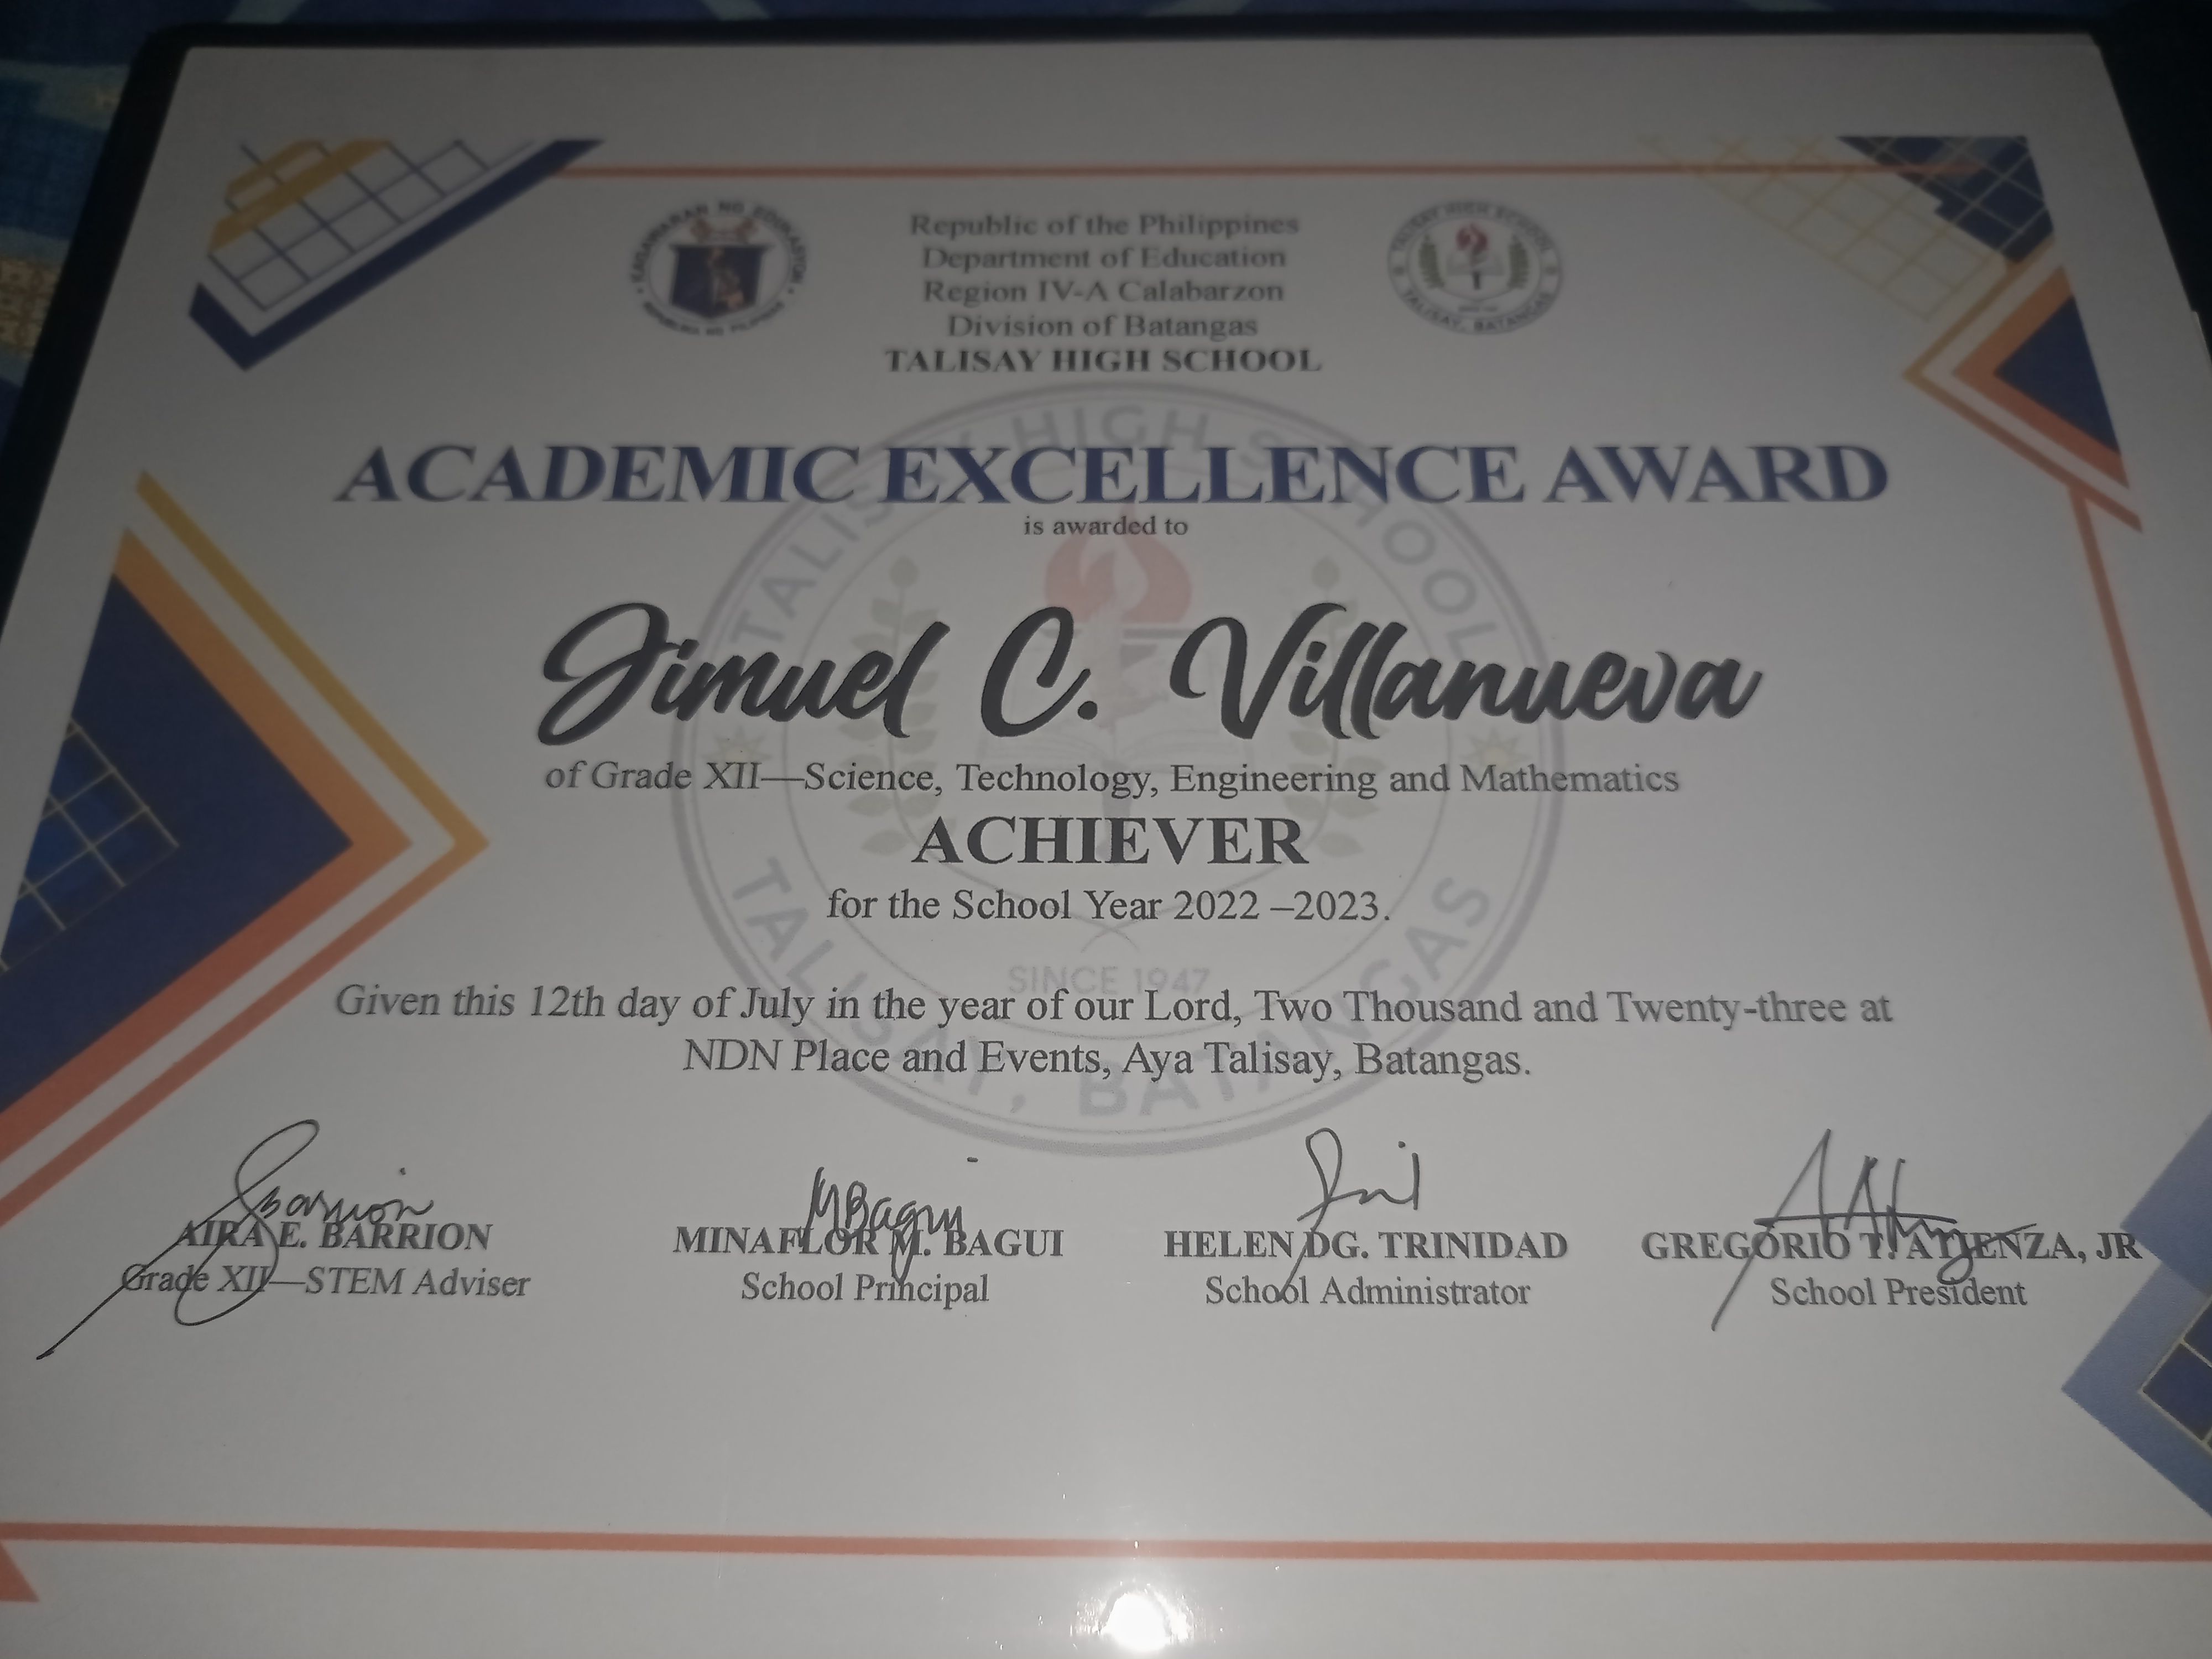 KAGAWARAN NG EDUKASYON
REPUBLIKA NG PILIPINAS
TALISAY HIGH SCHOOL
TALISAY, BATANGAS
Republic of the Philippines
Department of Education
Region IV-A Calabarzon
Division of Batangas
TALISAY HIGH SCHOOL
ACADEMIC EXCELLENCE AWARD
is awarded to
Jimuel C. Villanueva
of Grade XII—Science, Technology, Engineering and Mathematics
ACHIEVER
for the School Year 2022 –2023.
TALISAY HIGH SCHOOL
SINCE 1947
TALISAY, BATANGAS
Given this 12th day of July in the year of our Lord, Two Thousand and Twenty-three at
NDN Place and Events, Aya Talisay, Batangas.
AIRA E. BARRION
Grade XII—STEM Adviser
MINAFLOR M. BAGUI
School Principal
HELEN DG. TRINIDAD
School Administrator
GREGORIO T. ATIENZA, JR
School President